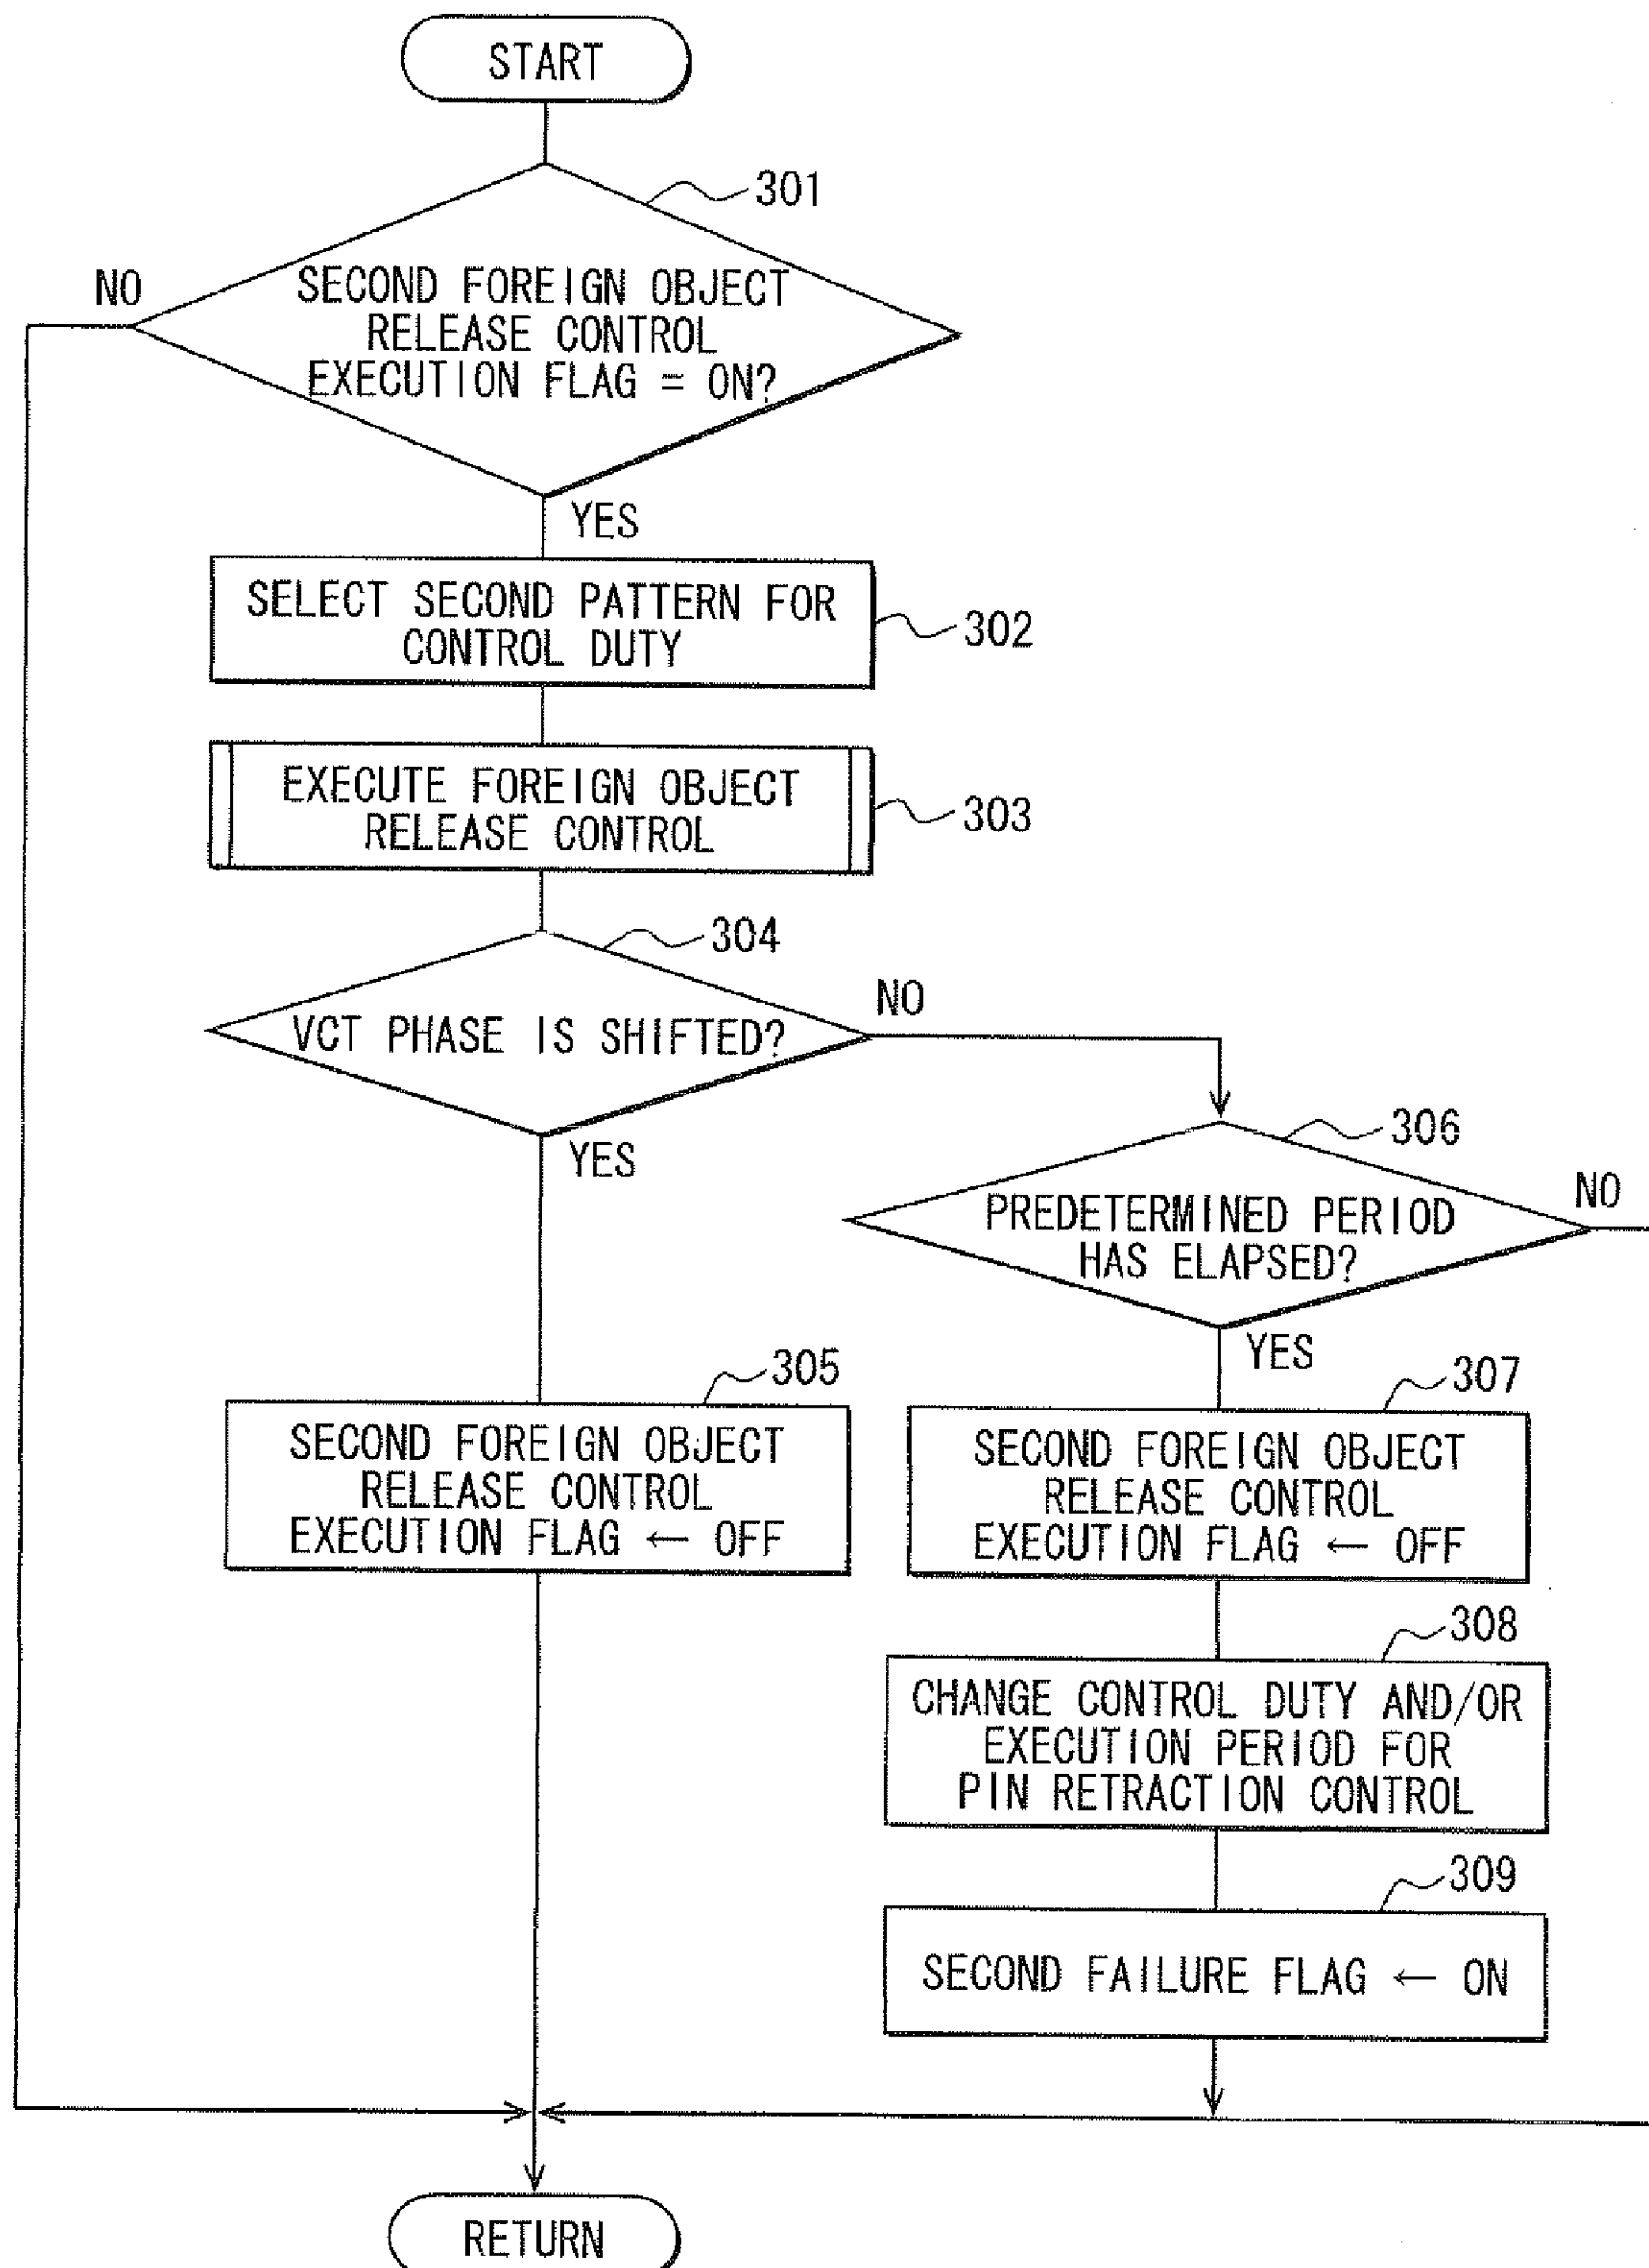 START
301
NO
SECOND FOREIGN OBJECT
RELEASE CONTROL
EXECUTION FLAG = ON?
YES
SELECT SECOND PATTERN FOR
CONTROL DUTY
302
EXECUTE FOREIGN OBJECT
RELEASE CONTROL
303
304
VCT PHASE IS SHIFTED?
NO
YES
306
PREDETERMINED PERIOD
HAS ELAPSED?
NO
YES
305
SECOND FOREIGN OBJECT
RELEASE CONTROL
EXECUTION FLAG ← OFF
307
SECOND FOREIGN OBJECT
RELEASE CONTROL
EXECUTION FLAG ← OFF
308
CHANGE CONTROL DUTY AND/OR
EXECUTION PERIOD FOR
PIN RETRACTION CONTROL
309
SECOND FAILURE FLAG ← ON
RETURN